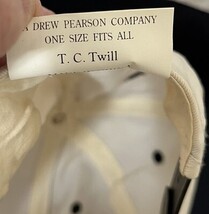 A DREW PEARSON COMPANY
ONE SIZE FITS ALL
T. C. Twill